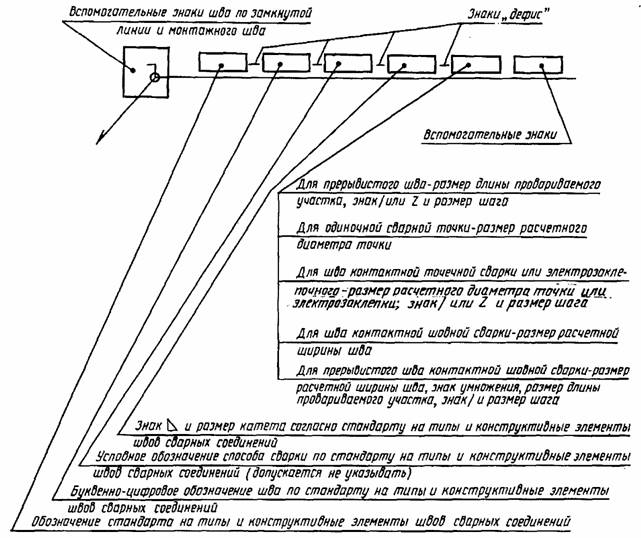 Вспомогательные знаки шва по замкнутой
линии и монтажного шва
Знаки „дефис"
Вспомогательные знаки
Для прерывистого шва-размер длины провариваемого
участка, знак / или Z и размер шага
Для одиночной сварной точки-размер расчетного
диаметра точки
Для шва контактной точечной сварки или электрозакле-
почного-размер расчетного диаметра точки или
электрозаклепки; знак / или Z и размер шага
Для шва контактной шовной сварки-размер расчетной
ширины шва
Для прерывистого шва контактной шовной сварки-размер
расчетной ширины шва, знак умножения, размер длины
провариваемого участка, знак / и размер шага
Знак ◺ и размер катета согласно стандарту на типы и конструктивные элементы
швов сварных соединений
Условное обозначение способа сварки по стандарту на типы и конструктивные элементы
швов сварных соединений (допускается не указывать)
Буквенно-цифровое обозначение шва по стандарту на типы и конструктивные элементы
швов сварных соединений
Обозначение стандарта на типы и конструктивные элементы швов сварных соединений